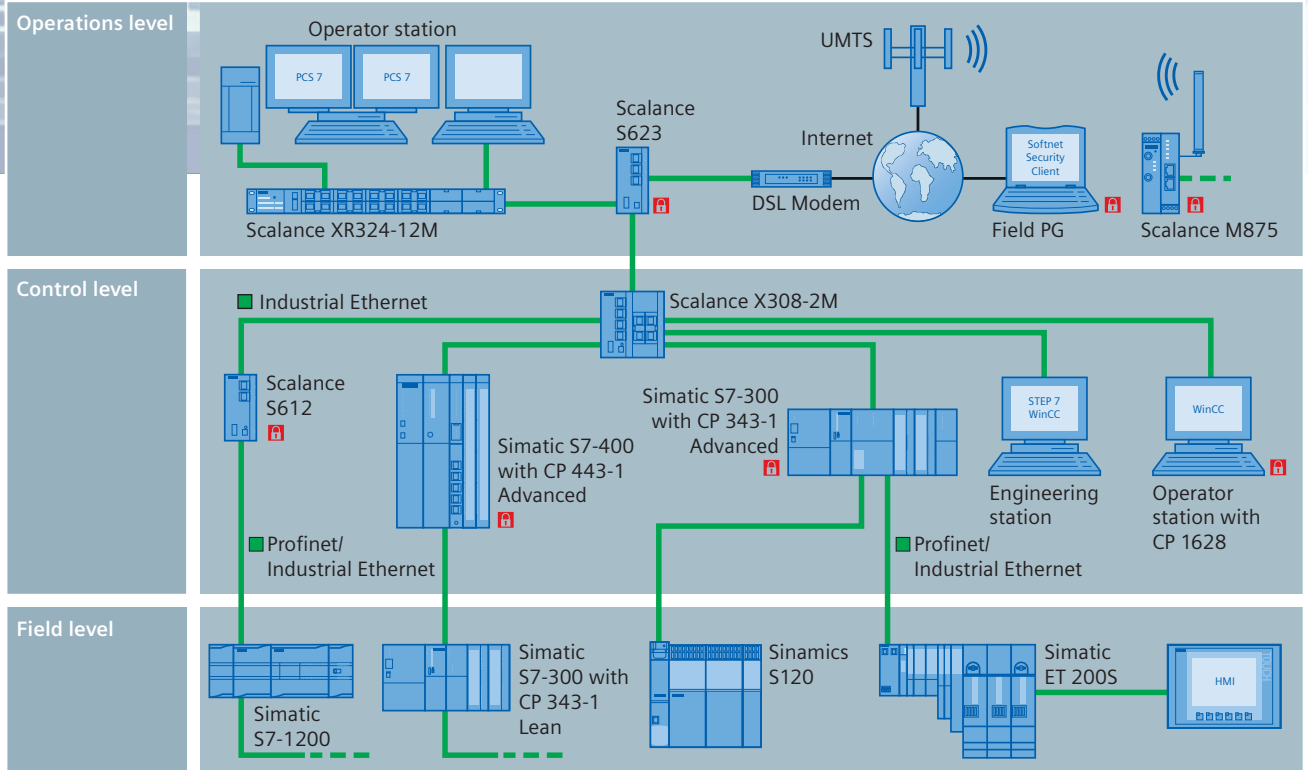 Operations level
Operator station
PCS 7
PCS 7
Scalance XR324-12M
Scalance
S623
DSL Modem
Internet
UMTS
Softnet
Security
Client
Field PG
Scalance M875
Control level
Industrial Ethernet
Scalance X308-2M
Scalance
S612
Simatic S7-400
with CP 443-1
Advanced
Simatic S7-300
with CP 343-1
Advanced
STEP 7
WinCC
Engineering
station
WinCC
Operator
station with
CP 1628
Profinet/
Industrial Ethernet
Profinet/
Industrial Ethernet
Field level
Simatic
S7-1200
Simatic
S7-300 with
CP 343-1
Lean
Sinamics
S120
Simatic
ET 200S
HMI